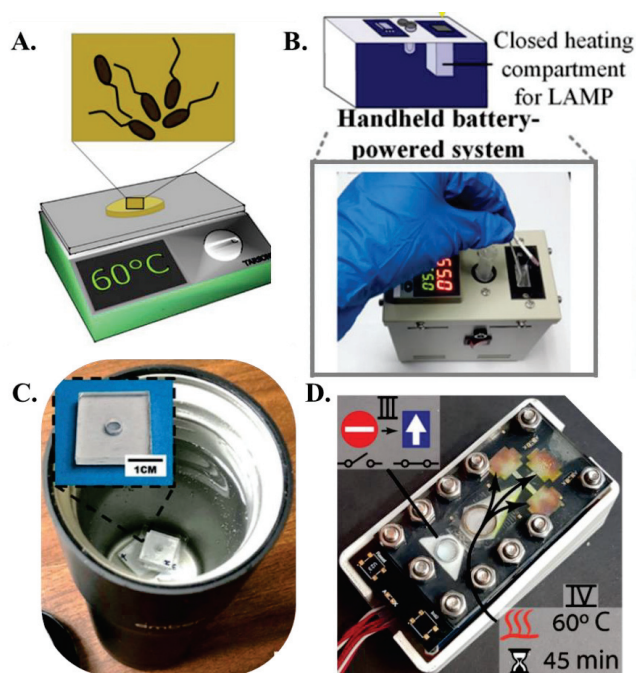 A.
60°C
B.
Closed heating
compartment
for LAMP
Handheld battery-
powered system
C.
1CM
D.
III
IV
60° C
45 min